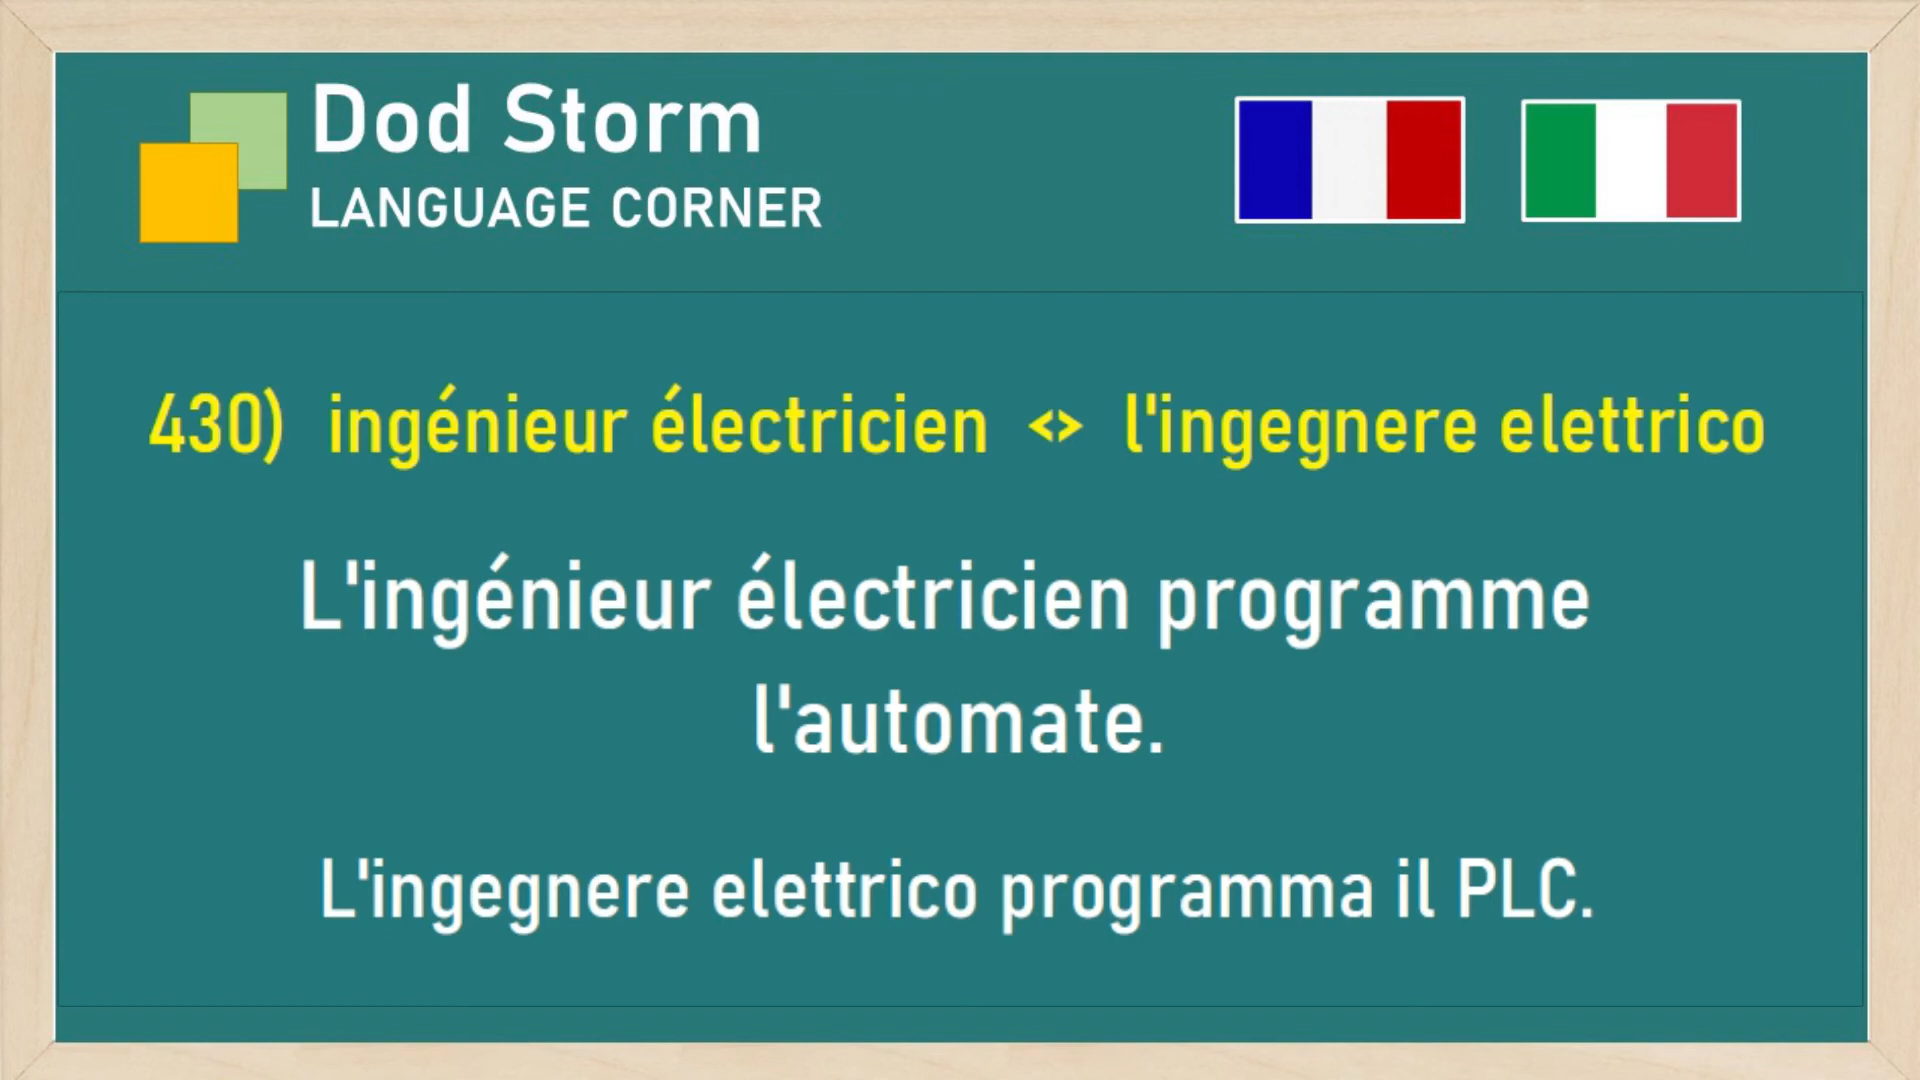 Dod Storm
LANGUAGE CORNER
430) ingénieur électricien <> l'ingegnere elettrico
L'ingénieur électricien programme
l'automate.
L'ingegnere elettrico programma il PLC.